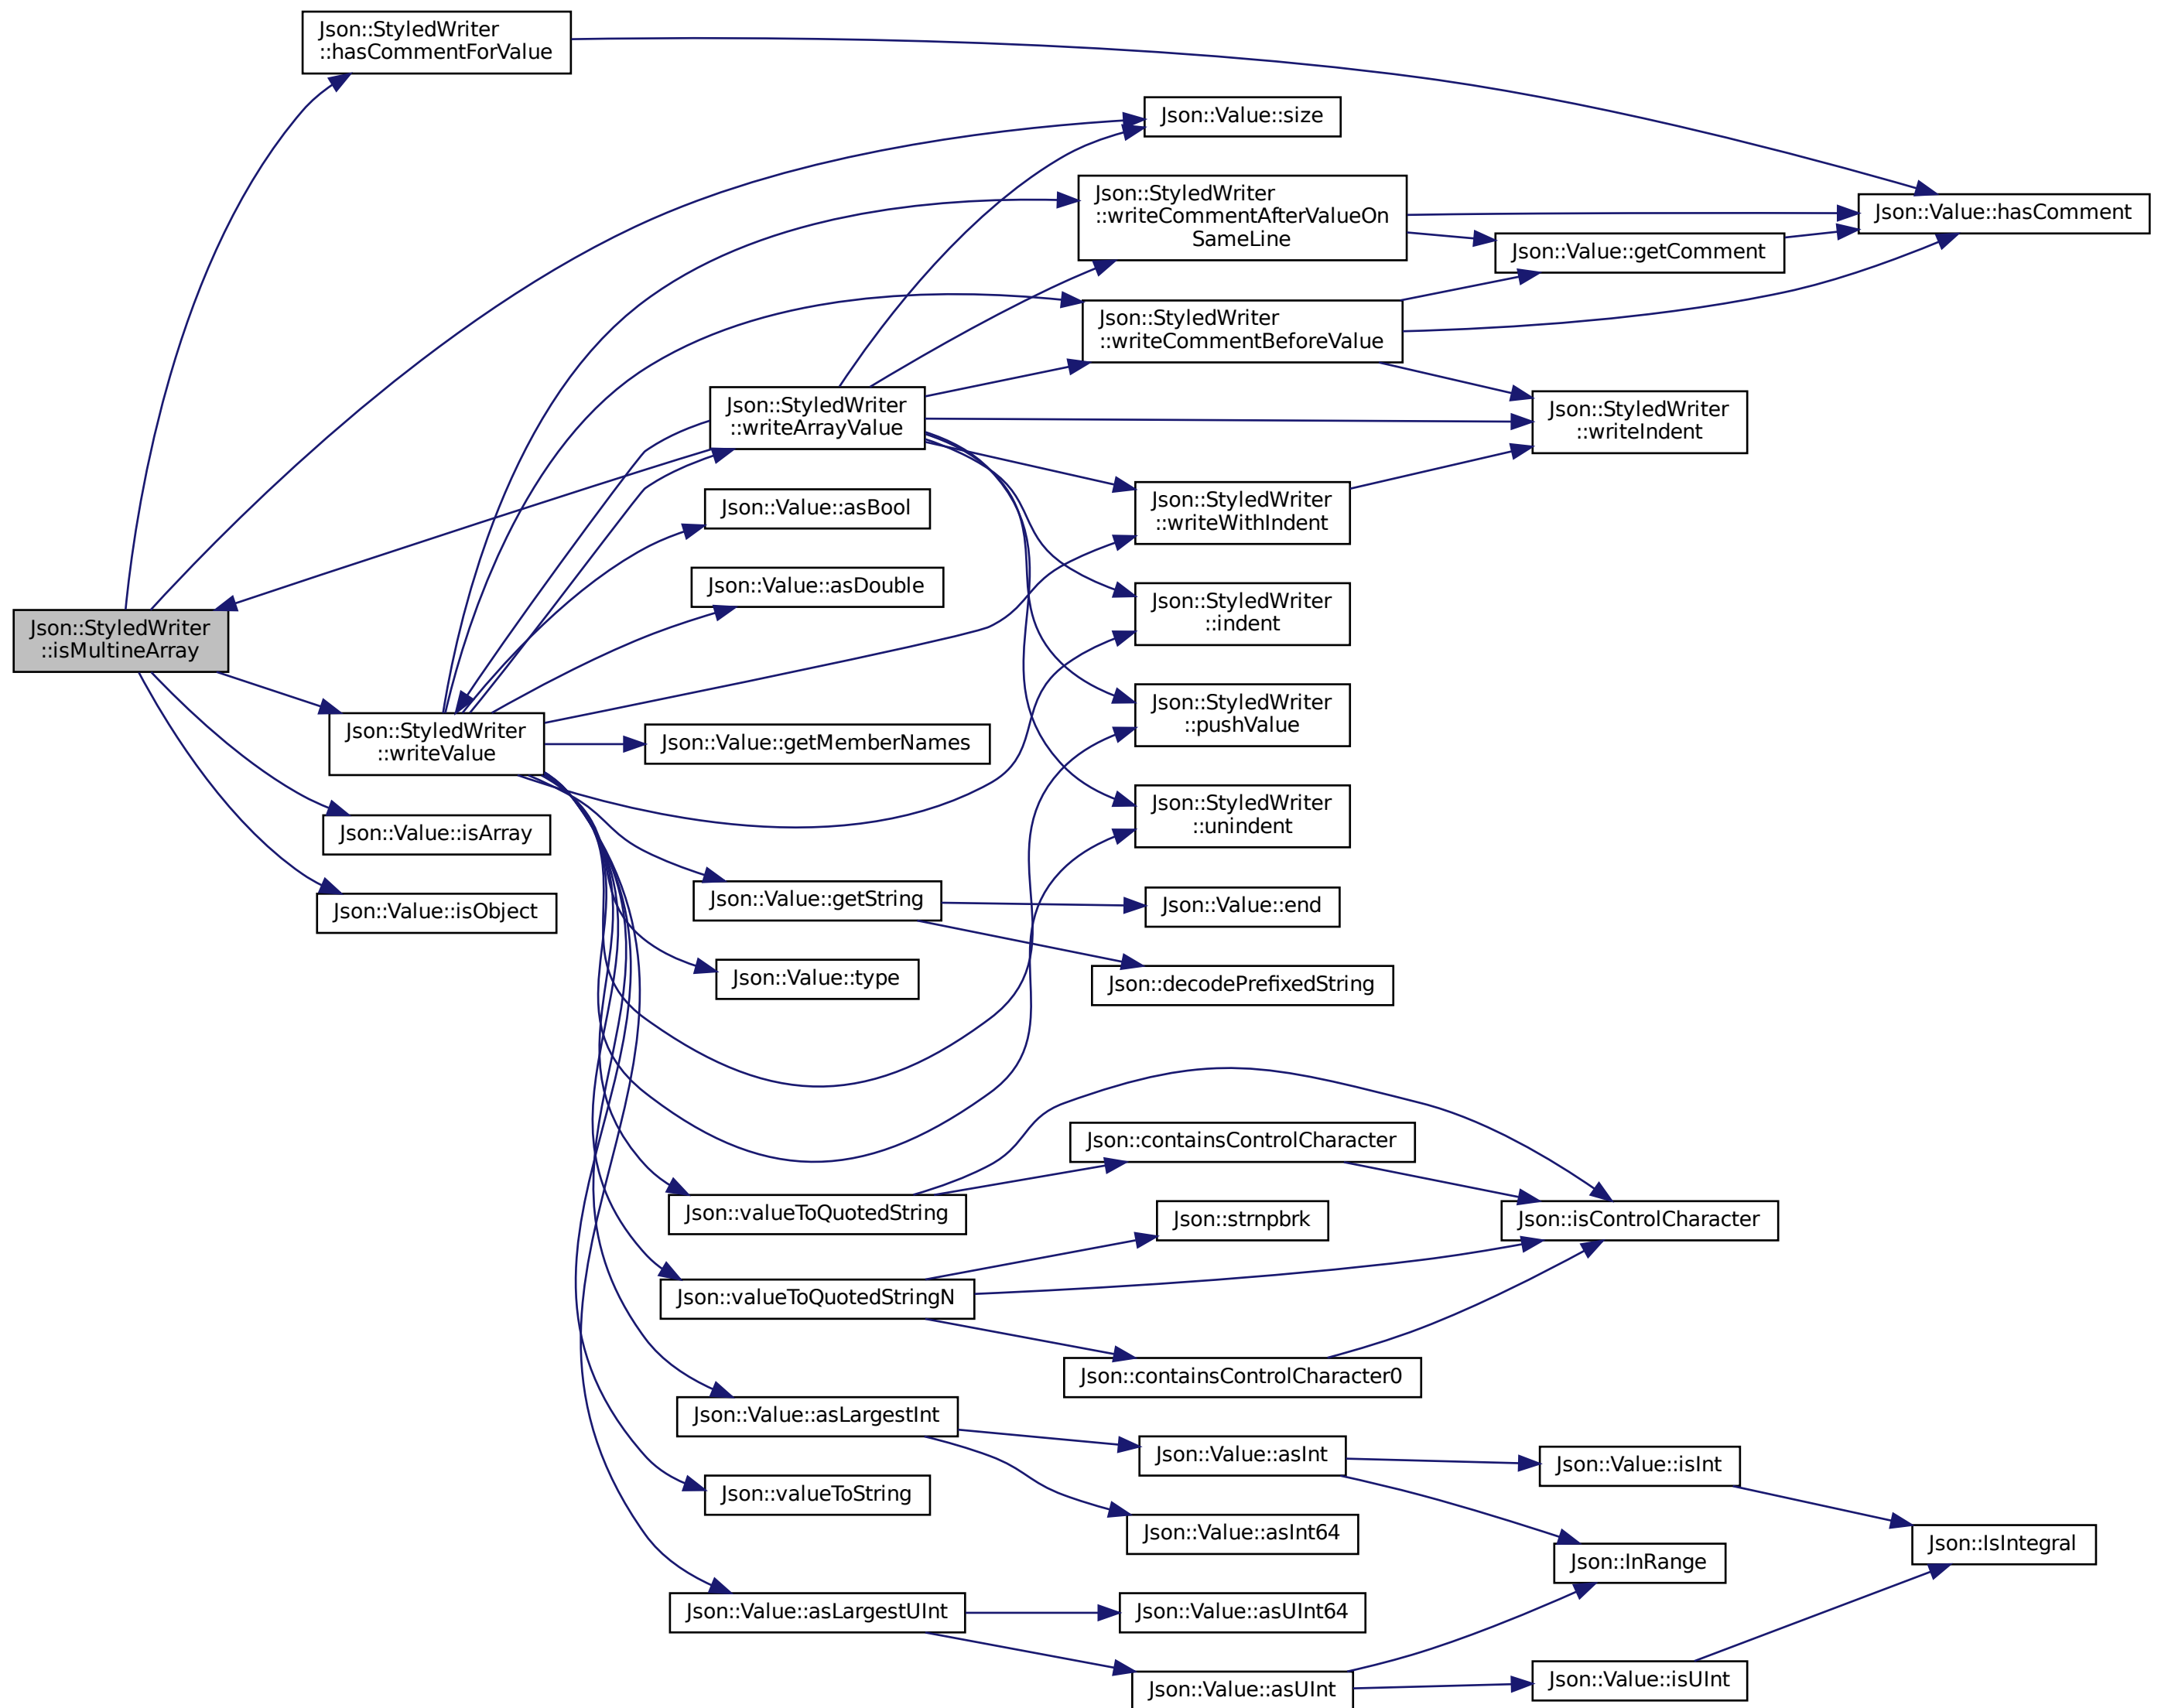 Json::StyledWriter
::hasCommentForValue
Json::Value::size
Json::StyledWriter
::writeCommentAfterValueOn
SameLine
Json::Value::hasComment
Json::Value::getComment
Json::StyledWriter
::writeCommentBeforeValue
Json::StyledWriter
::writeArrayValue
Json::StyledWriter
::writeIndent
Json::Value::asBool
Json::StyledWriter
::writeWithIndent
Json::Value::asDouble
Json::StyledWriter
::indent
Json::StyledWriter
::isMultineArray
Json::StyledWriter
::writeValue
Json::Value::getMemberNames
Json::StyledWriter
::pushValue
Json::Value::isArray
Json::StyledWriter
::unindent
Json::Value::isObject
Json::Value::getString
Json::Value::end
Json::Value::type
Json::decodePrefixedString
Json::containsControlCharacter
Json::valueToQuotedString
Json::strnpbrk
Json::isControlCharacter
Json::valueToQuotedStringN
Json::containsControlCharacter0
Json::Value::asLargestInt
Json::Value::asInt
Json::Value::isInt
Json::valueToString
Json::Value::asInt64
Json::InRange
Json::IsIntegral
Json::Value::asLargestUInt
Json::Value::asUInt64
Json::Value::asUInt
Json::Value::isUInt